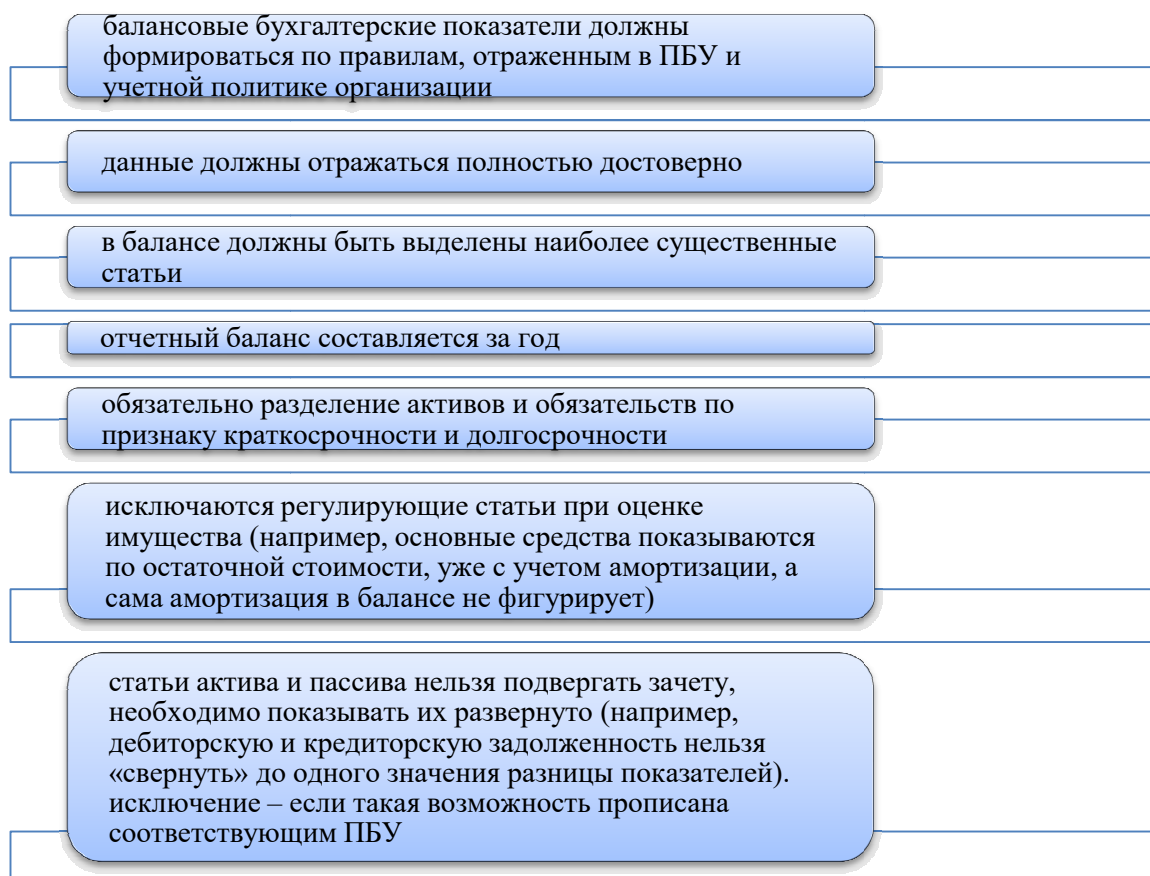 балансовые бухгалтерские показатели должны
формироваться по правилам, отраженным в ПБУ и
учетной политике организации
данные должны отражаться полностью достоверно
в балансе должны быть выделены наиболее существенные
статьи
отчетный баланс составляется за год
обязательно разделение активов и обязательств по
признаку краткосрочности и долгосрочности
исключаются регулирующие статьи при оценке
имущества (например, основные средства показываются
по остаточной стоимости, уже с учетом амортизации, а
сама амортизация в балансе не фигурирует)
статьи актива и пассива нельзя подвергать зачету,
необходимо показывать их развернуто (например,
дебиторскую и кредиторскую задолженность нельзя
«свернуть» до одного значения разницы показателей).
исключение – если такая возможность прописана
соответствующим ПБУ